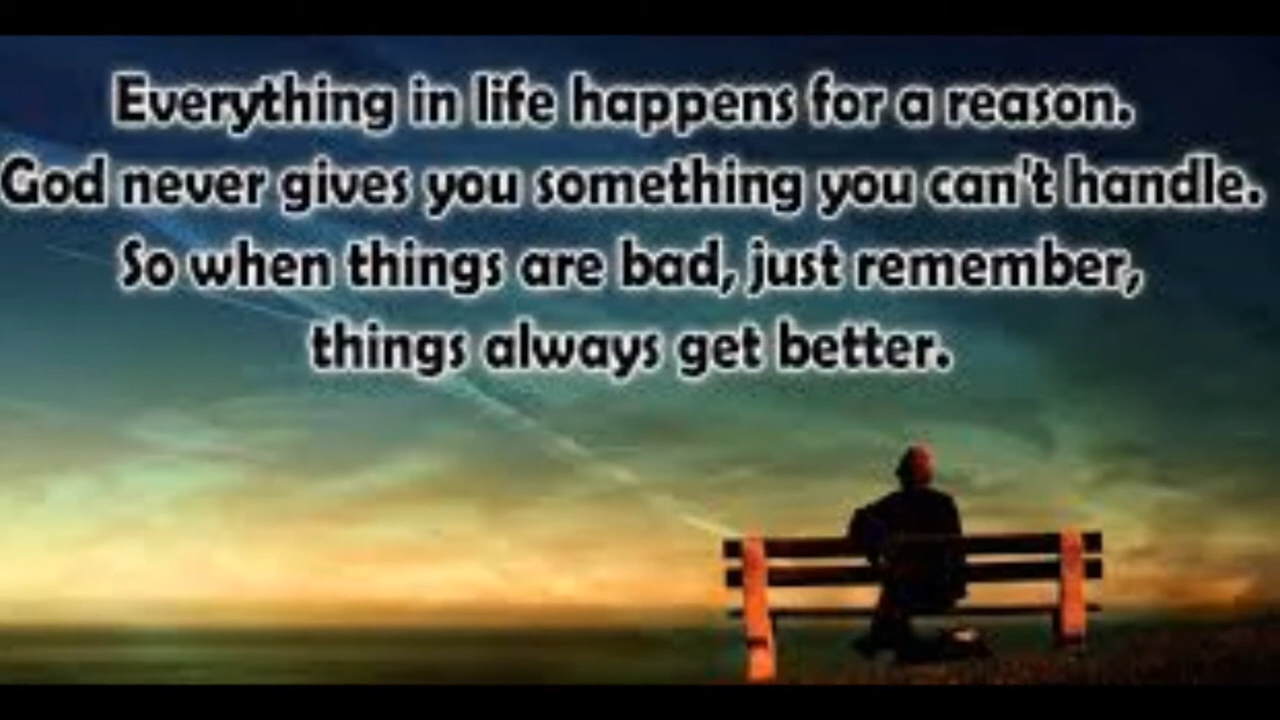 Everything in life happens for a reason.
God never gives you something you can't handle.
So when things are bad, just remember,
things always get better.